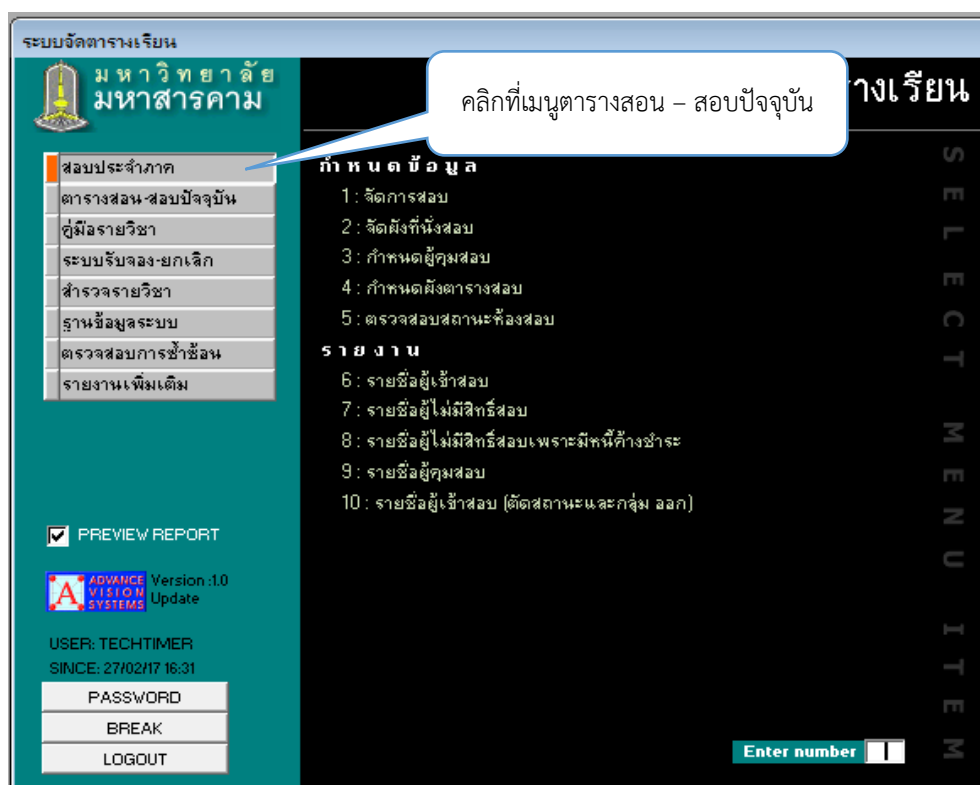 ระบบจัดตารางเรียน
มหาวิทยาลัย
มหาสารคาม
างเรียน
คลิกที่เมนูตารางสอน – สอบปัจจุบัน
สอบประจำภาค
ตารางสอน-สอบปัจจุบัน
คู่มือรายวิชา
ระบบรับจอง-ยกเลิก
สำรวจรายวิชา
ฐานข้อมูลระบบ
ตรวจสอบการซ้ำซ้อน
รายงานเพิ่มเติม
กำหนดข้อมูล
1 : จัดการสอบ
2 : จัดผังที่นั่งสอบ
3 : กำหนดผู้คุมสอบ
4 : กำหนดผังตารางสอบ
5 : ตรวจสอบสถานะห้องสอบ
รายงาน
6 : รายชื่อผู้เข้าสอบ
7 : รายชื่อผู้ไม่มีสิทธิ์สอบ
8 : รายชื่อผู้ไม่มีสิทธิ์สอบเพราะมีหนี้ค้างชำระ
9 : รายชื่อผู้คุมสอบ
10 : รายชื่อผู้เข้าสอบ (ตัดสถานะและกลุ่ม ออก)
SELECT MENU ITEM
PREVIEW REPORT
A ADVANCE VISION SYSTEMS
Version :1.0
Update
USER: TECHTIMER
SINCE: 27/02/17 16:31
PASSWORD
BREAK
LOGOUT
Enter number